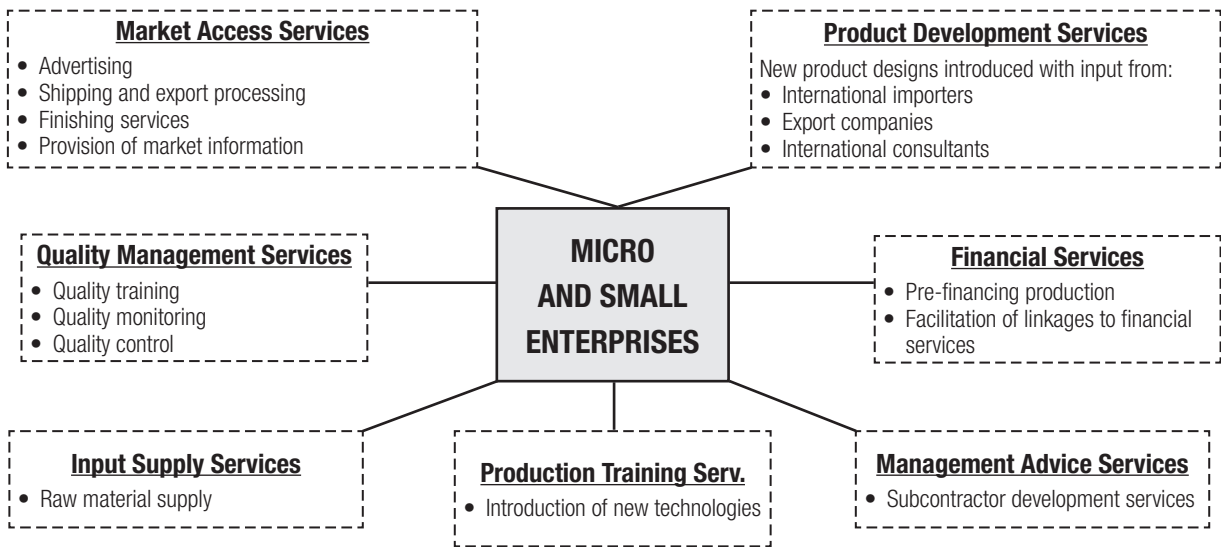 Market Access Services
• Advertising
• Shipping and export processing
• Finishing services
• Provision of market information
Product Development Services
New product designs introduced with input from:
• International importers
• Export companies
• International consultants
Quality Management Services
• Quality training
• Quality monitoring
• Quality control
MICRO
AND SMALL
ENTERPRISES
Financial Services
• Pre-financing production
• Facilitation of linkages to financial
services
Input Supply Services
• Raw material supply
Production Training Serv.
• Introduction of new technologies
Management Advice Services
• Subcontractor development services